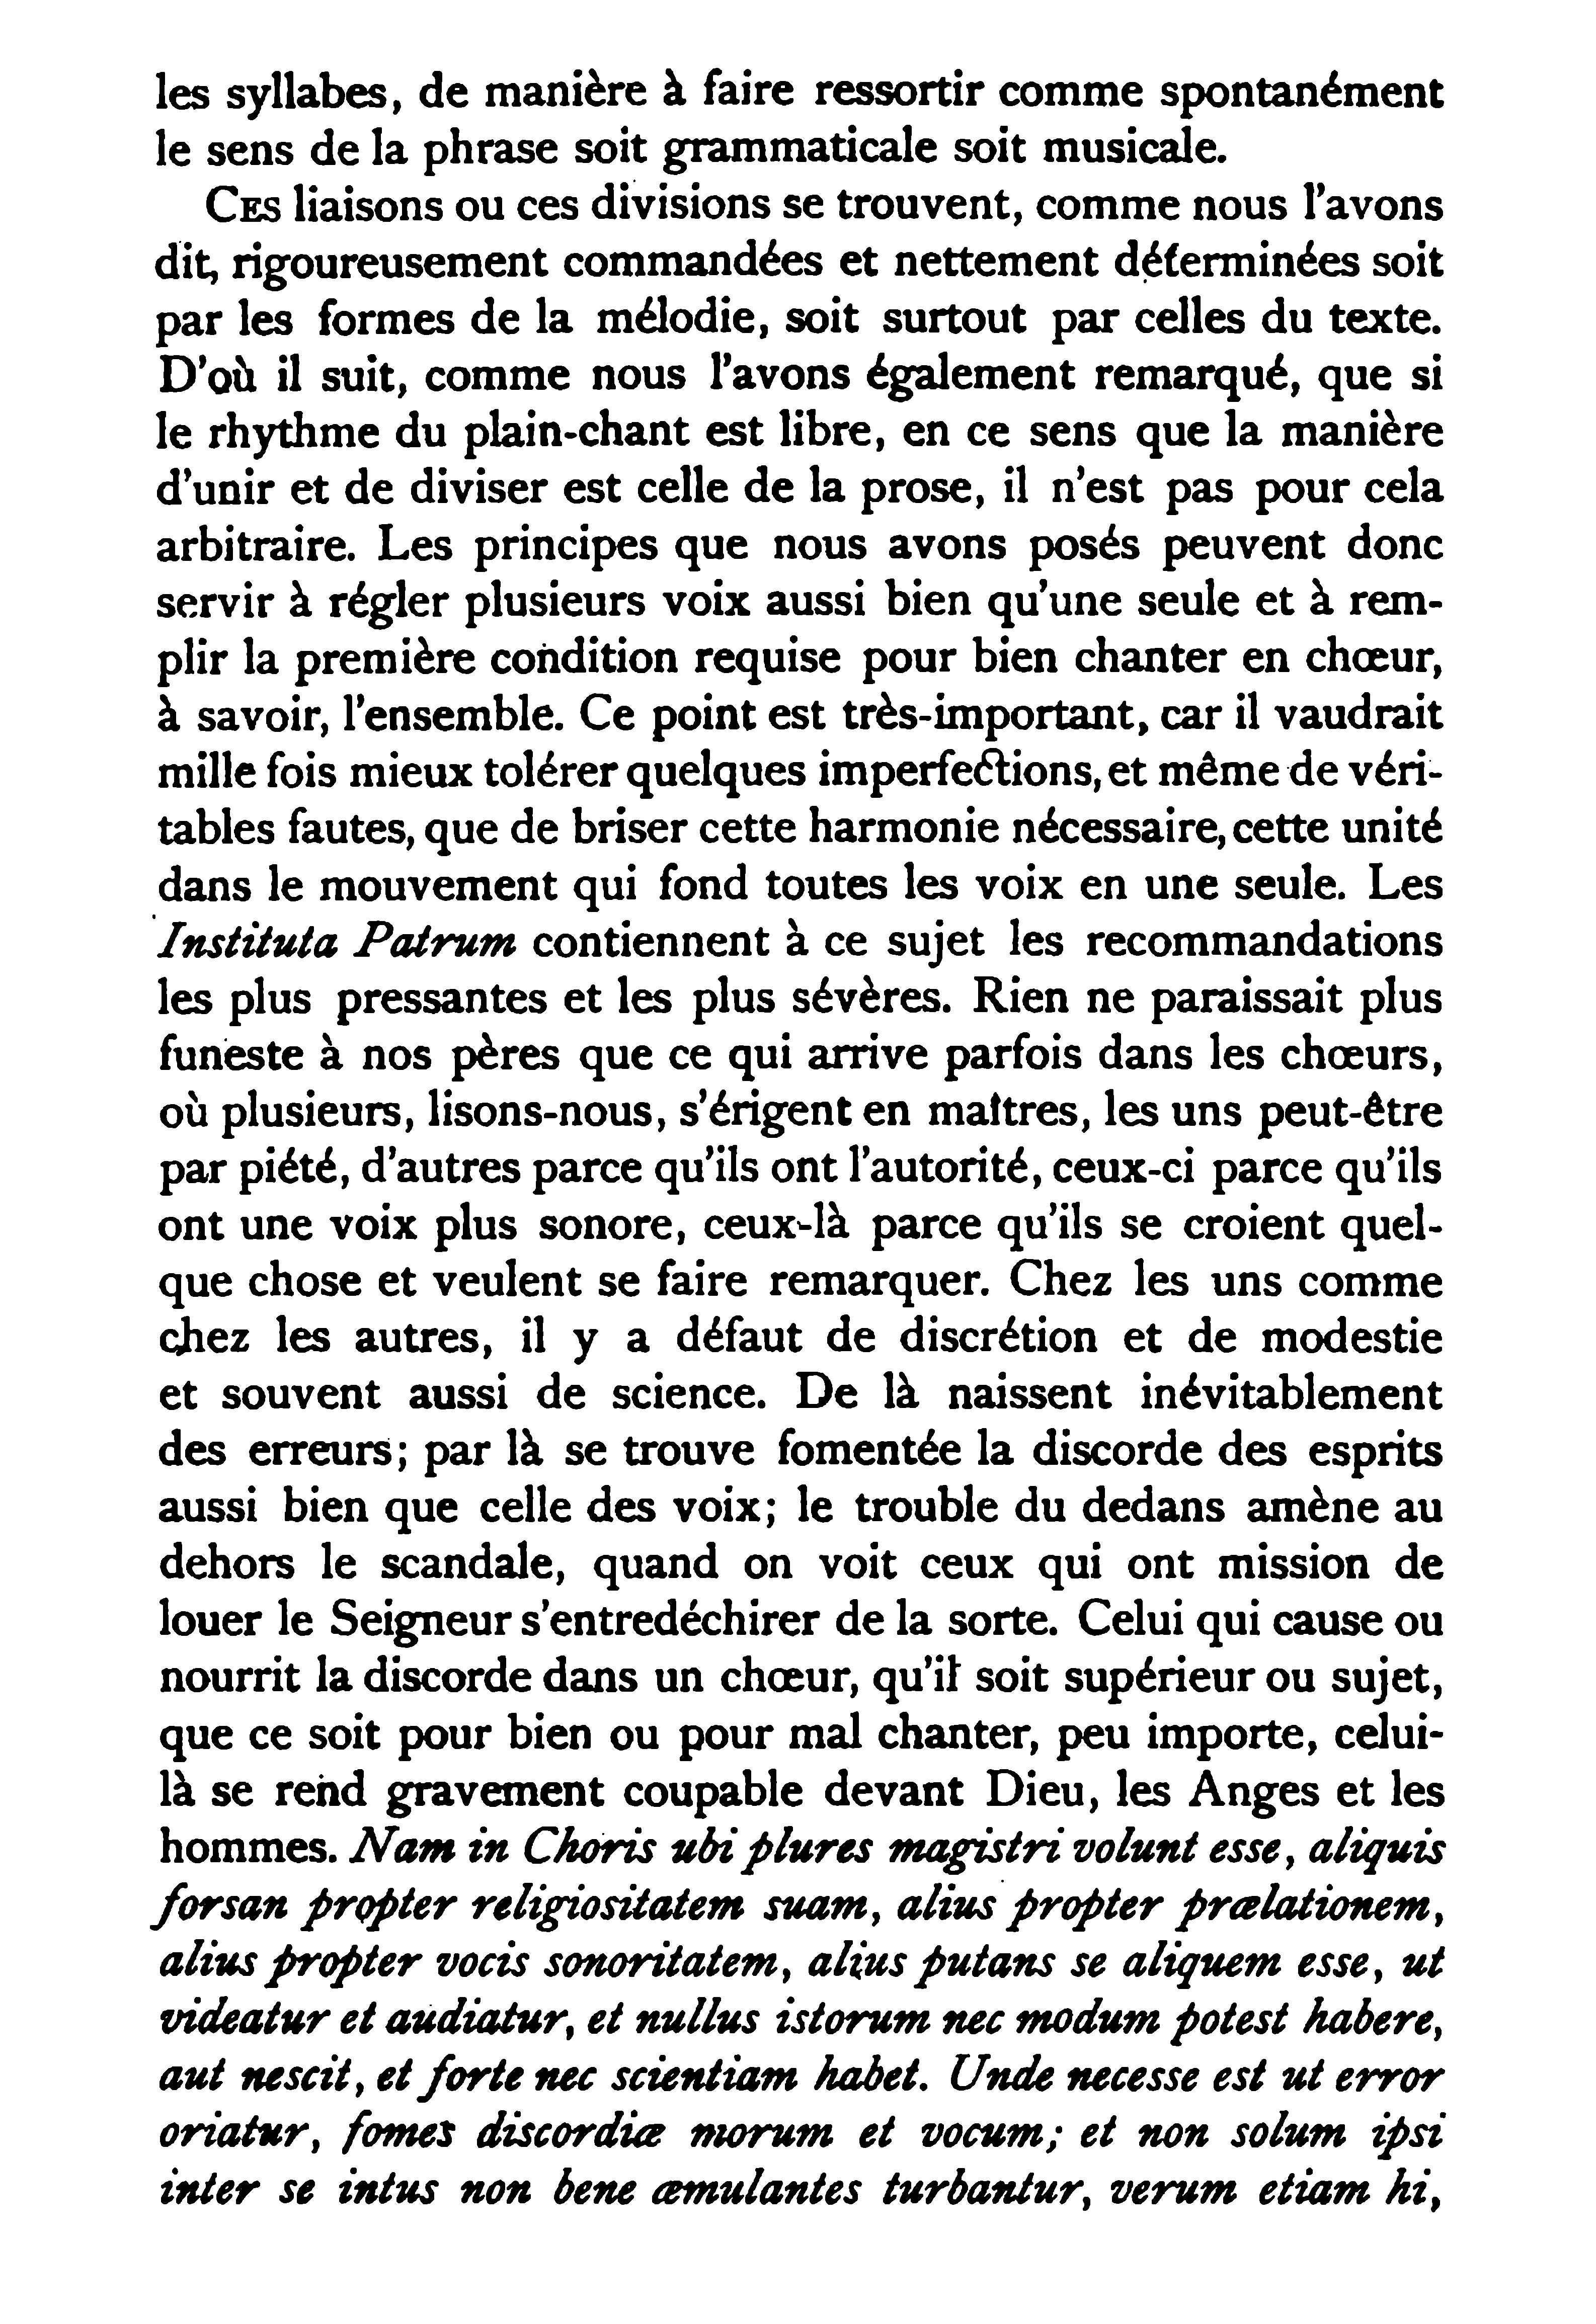 les syllabes, de manière à faire ressortir comme spontanément
le sens de la phrase soit grammaticale soit musicale.
CES liaisons ou ces divisions se trouvent, comme nous l'avons
dit, rigoureusement commandées et nettement déterminées soit
par les formes de la mélodie, soit surtout par celles du texte.
D'où il suit, comme nous l'avons également remarqué, que si
le rhythme du plain-chant est libre, en ce sens que la manière
d'unir et de diviser est celle de la prose, il n'est pas pour cela
arbitraire. Les principes que nous avons posés peuvent donc
servir à régler plusieurs voix aussi bien qu'une seule et à rem-
plir la première condition requise pour bien chanter en chœur,
à savoir, l'ensemble. Ce point est très-important, car il vaudrait
mille fois mieux tolérer quelques imperfections, et même de véri-
tables fautes, que de briser cette harmonie nécessaire, cette unité
dans le mouvement qui fond toutes les voix en une seule. Les
Instituta Patrum contiennent à ce sujet les recommandations
les plus pressantes et les plus sévères. Rien ne paraissait plus
funeste à nos pères que ce qui arrive parfois dans les chœurs,
où plusieurs, lisons-nous, s'érigent en maîtres, les uns peut-être
par piété, d'autres parce qu'ils ont l'autorité, ceux-ci parce qu'ils
ont une voix plus sonore, ceux-là parce qu'ils se croient quel-
que chose et veulent se faire remarquer. Chez les uns comme
chez les autres, il y a défaut de discrétion et de modestie
et souvent aussi de science. De là naissent inévitablement
des erreurs; par là se trouve fomentée la discorde des esprits
aussi bien que celle des voix; le trouble du dedans amène au
dehors le scandale, quand on voit ceux qui ont mission de
louer le Seigneur s'entredéchirer de la sorte. Celui qui cause ou
nourrit la discorde dans un chœur, qu'il soit supérieur ou sujet,
que ce soit pour bien ou pour mal chanter, peu importe, celui-
là se rend gravement coupable devant Dieu, les Anges et les
hommes. Nam in Choris ubi plures magistri volunt esse, aliquis
forsan propter religiositatem suam, alius propter prælationem,
alius propter vocis sonoritatem, alius putans se aliquem esse, ut
videatur et audiatur, et nullus istorum nec modum potest habere,
aut nescit, et forte nec scientiam habet. Unde necesse est ut error
oriatur, fomes discordiæ morum et vocum; et non solum ipsi
inter se intus non bene æmulantes turbantur, verum etiam hi,